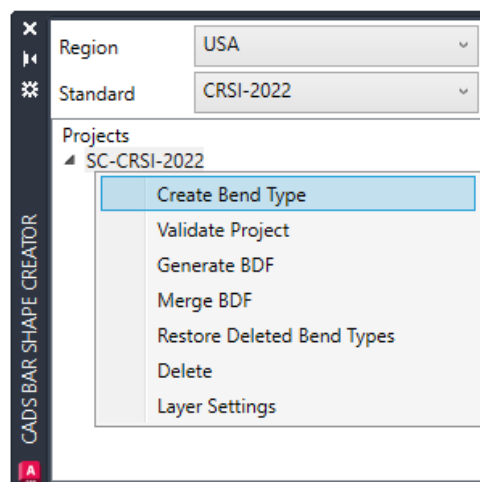 Region USA
Standard CRSI-2022
Projects
SC-CRSI-2022
Create Bend Type
Validate Project
Generate BDF
Merge BDF
Restore Deleted Bend Types
Delete
Layer Settings
CADS BAR SHAPE CREATOR
A